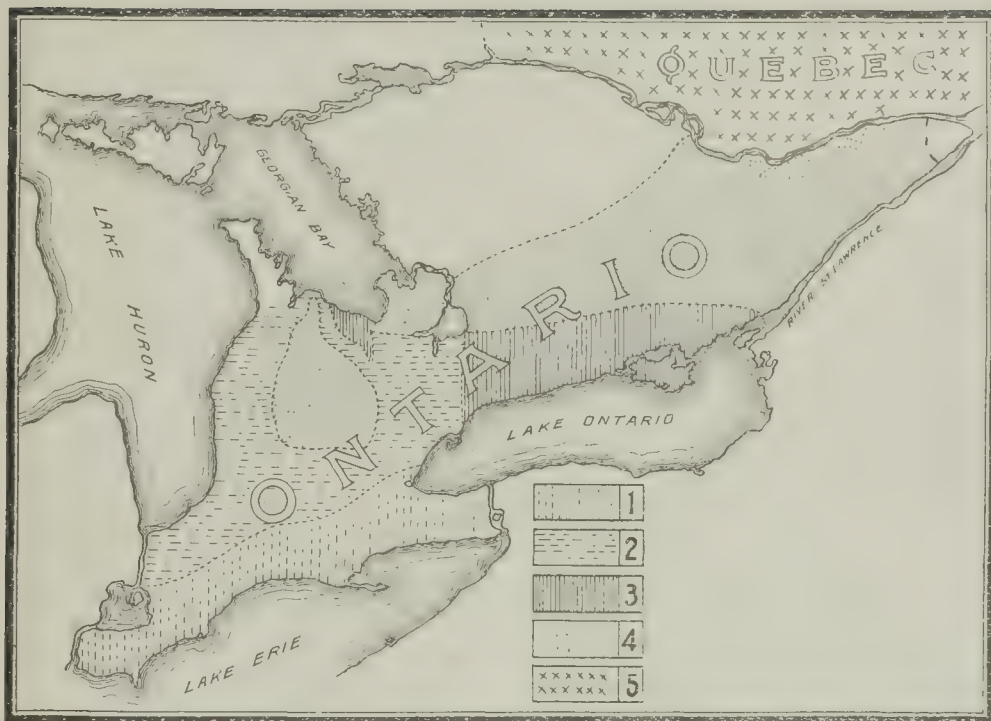 QUEBEC
GEORGIAN BAY
LAKE HURON
ONTARIO
RIVER ST LAWRENCE
LAKE ONTARIO
LAKE ERIE
1
2
3
4
5